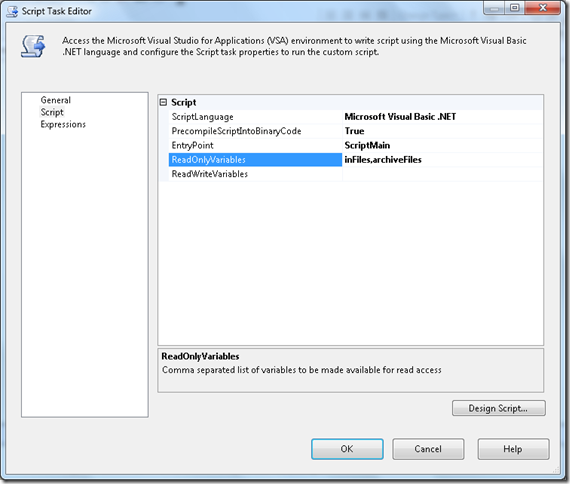 Script Task Editor
Access the Microsoft Visual Studio for Applications (VSA) environment to write script using the Microsoft Visual Basic
.NET language and configure the Script task properties to run the custom script.
General
Script
Expressions
Script
ScriptLanguage Microsoft Visual Basic .NET
PrecompileScriptIntoBinaryCode True
EntryPoint ScriptMain
ReadOnlyVariables inFiles,archiveFiles
ReadWriteVariables
ReadOnlyVariables
Comma separated list of variables to be made available for read access
Design Script...
OK Cancel Help